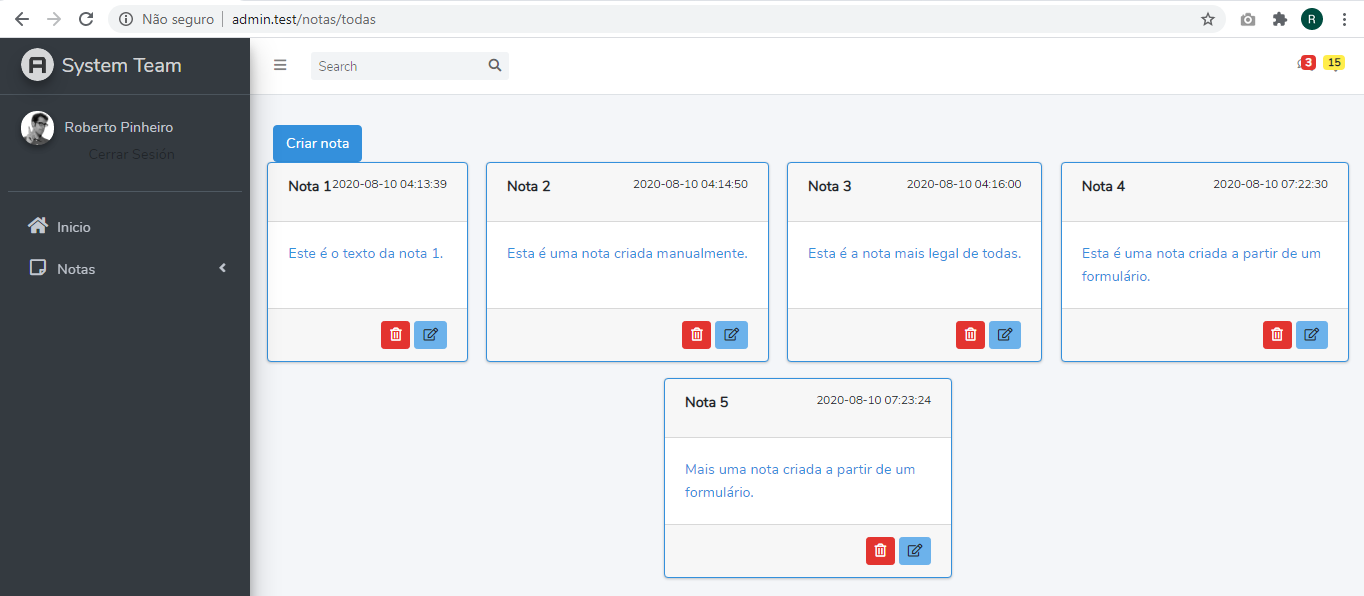 Não seguro
admin.test/notas/todas
R
System Team
Search
3
15
Roberto Pinheiro
Cerrar Sesión
Inicio
Notas
Criar nota
Nota 1
2020-08-10 04:13:39
Este é o texto da nota 1.
Nota 2
2020-08-10 04:14:50
Esta é uma nota criada manualmente.
Nota 3
2020-08-10 04:16:00
Esta é a nota mais legal de todas.
Nota 4
2020-08-10 07:22:30
Esta é uma nota criada a partir de um
formulário.
Nota 5
2020-08-10 07:23:24
Mais uma nota criada a partir de um
formulário.